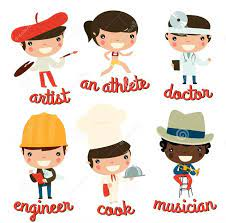 artist
an athlete
doctor
engineer
cook
musician